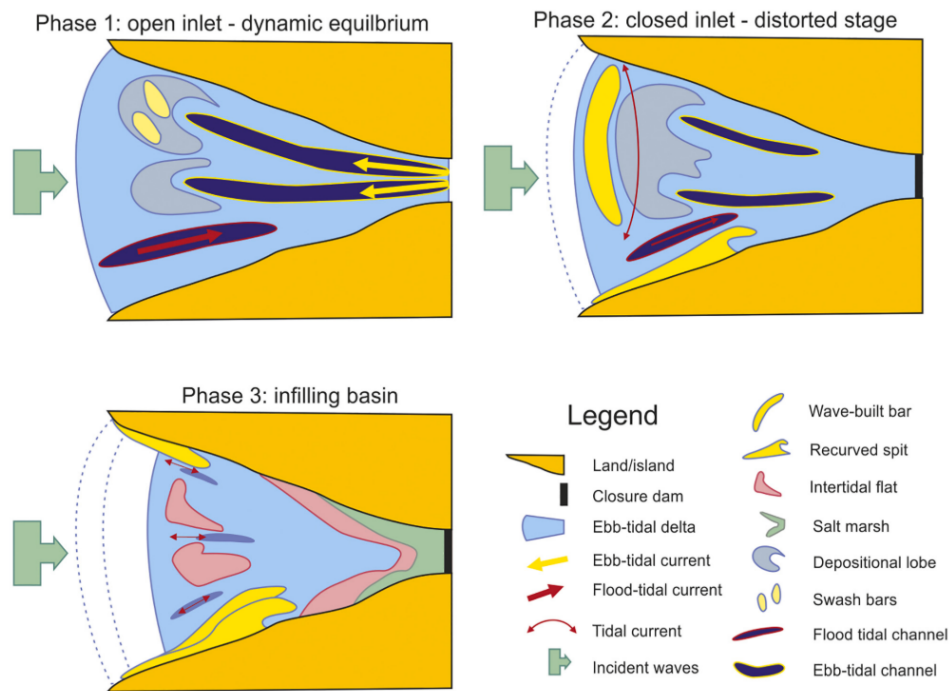 Phase 1: open inlet - dynamic equilbrium
Phase 2: closed inlet - distorted stage
Phase 3: infilling basin
Legend
Land/island
Closure dam
Ebb-tidal delta
Ebb-tidal current
Flood-tidal current
Tidal current
Incident waves
Wave-built bar
Recurved spit
Intertidal flat
Salt marsh
Depositional lobe
Swash bars
Flood tidal channel
Ebb-tidal channel